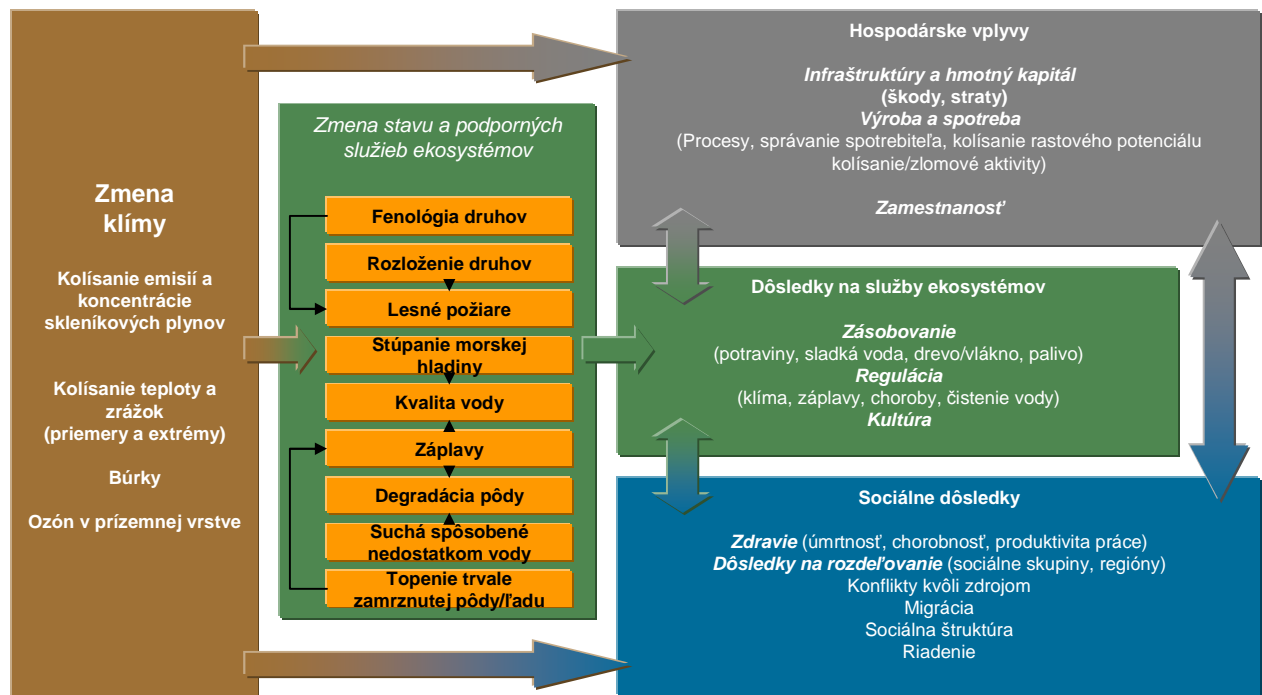 Zmena
klímy
Kolísanie emisií a
koncentrácie
skleníkových plynov
Kolísanie teploty a
zrážok
(priemery a extrémy)
Búrky
Ozón v prízemnej vrstve
Zmena stavu a podporných
služieb ekosystémov
Fenológia druhov
Rozloženie druhov
Lesné požiare
Stúpanie morskej
hladiny
Kvalita vody
Záplavy
Degradácia pôdy
Suchá spôsobené
nedostatkom vody
Topenie trvale
zamrznutej pôdy/ľadu
Hospodárske vplyvy
Infraštruktúry a hmotný kapitál
(škody, straty)
Výroba a spotreba
(Procesy, správanie spotrebiteľa, kolísanie rastového potenciálu
kolísanie/zlomové aktivity)
Zamestnanosť
Dôsledky na služby ekosystémov
Zásobovanie
(potraviny, sladká voda, drevo/vlákno, palivo)
Regulácia
(klíma, záplavy, choroby, čistenie vody)
Kultúra
Sociálne dôsledky
Zdravie (úmrtnosť, chorobnosť, produktivita práce)
Dôsledky na rozdeľovanie (sociálne skupiny, regióny)
Konflikty kvôli zdrojom
Migrácia
Sociálna štruktúra
Riadenie